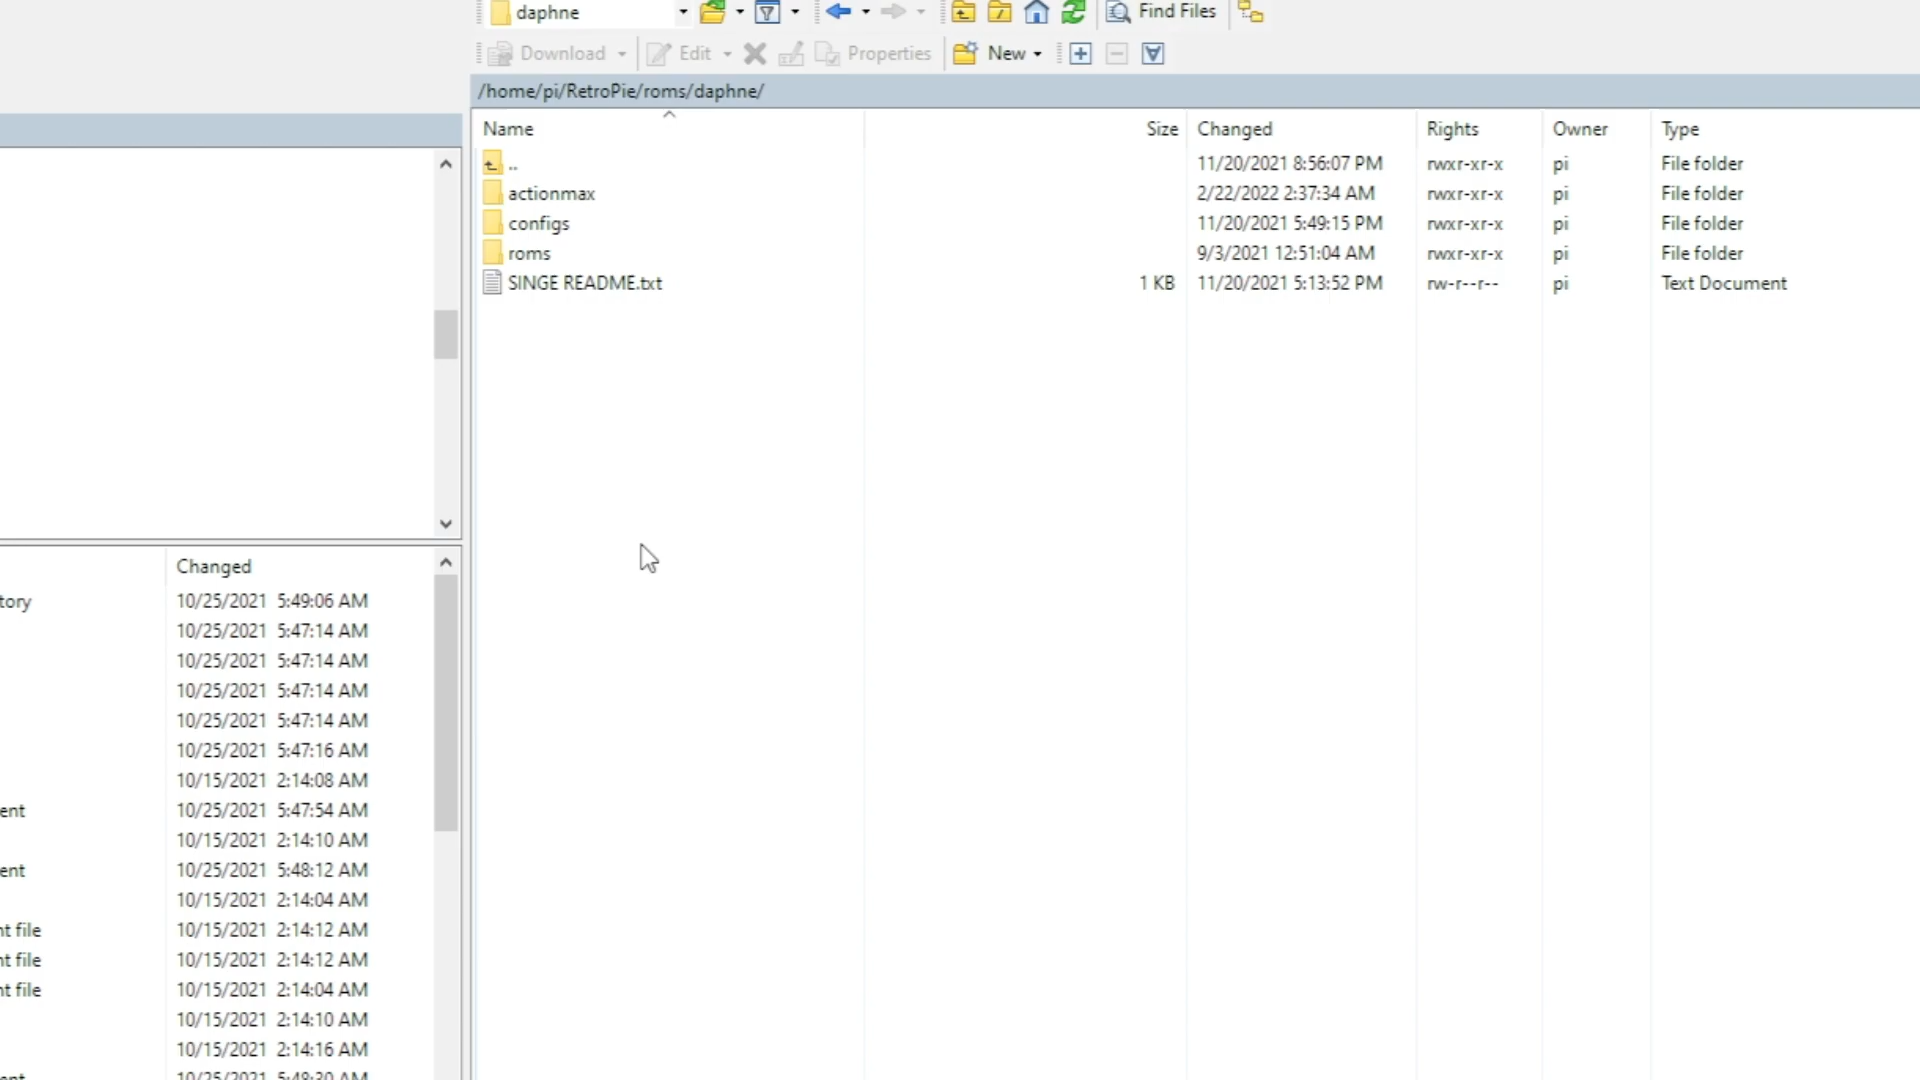 daphne
Find Files
Download
Edit
Properties
New
/home/pi/RetroPie/roms/daphne/
Name Size Changed Rights Owner Type
.. 11/20/2021 8:56:07 PM rwxr-xr-x pi File folder
actionmax 2/22/2022 2:37:34 AM rwxr-xr-x pi File folder
configs 11/20/2021 5:49:15 PM rwxr-xr-x pi File folder
roms 9/3/2021 12:51:04 AM rwxr-xr-x pi File folder
SINGE README.txt 1 KB 11/20/2021 5:13:52 PM rw-r--r-- pi Text Document
Changed
tory 10/25/2021 5:49:06 AM
10/25/2021 5:47:14 AM
10/25/2021 5:47:14 AM
10/25/2021 5:47:14 AM
10/25/2021 5:47:14 AM
10/25/2021 5:47:16 AM
10/15/2021 2:14:08 AM
ent 10/25/2021 5:47:54 AM
10/15/2021 2:14:10 AM
ent 10/25/2021 5:48:12 AM
10/15/2021 2:14:04 AM
nt file 10/15/2021 2:14:12 AM
nt file 10/15/2021 2:14:12 AM
nt file 10/15/2021 2:14:04 AM
10/15/2021 2:14:10 AM
10/15/2021 2:14:16 AM